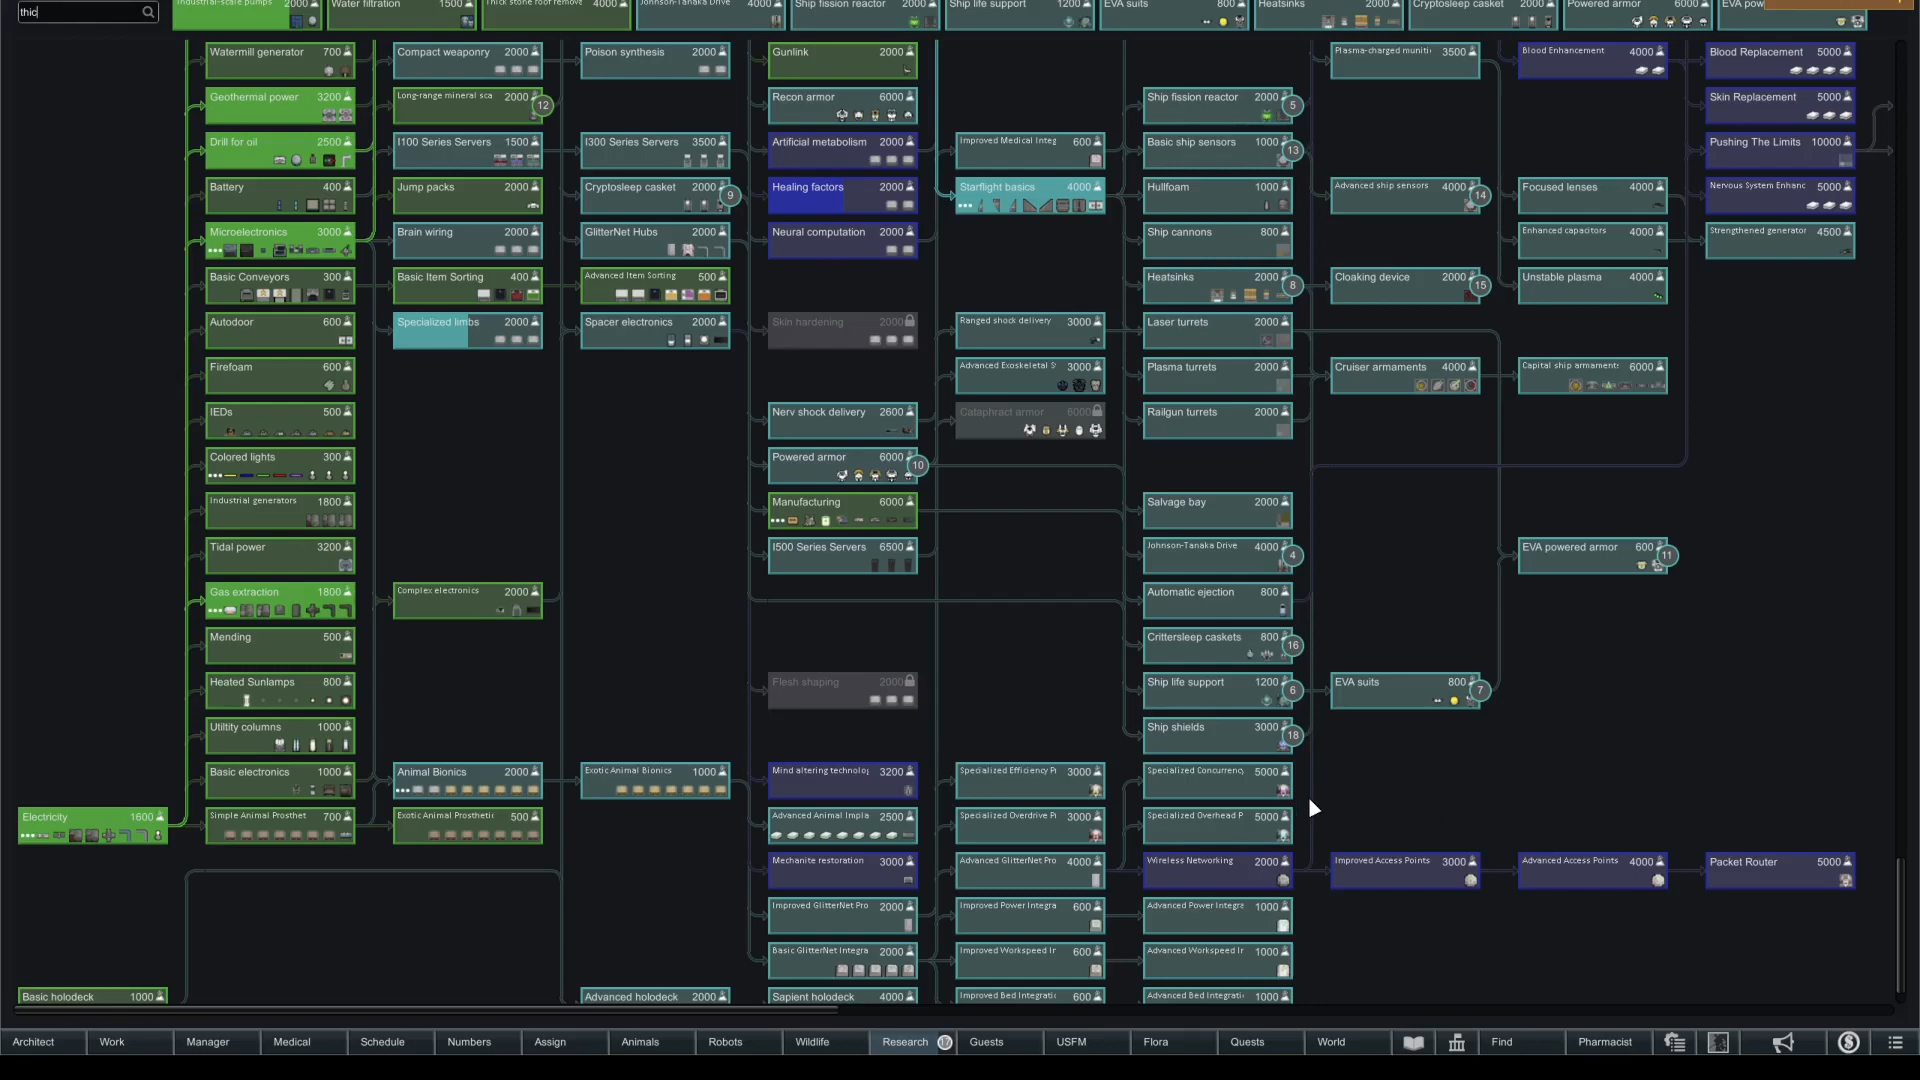 thic
Industrial-scale pumps 2000
Water filtration 1500
Thick stone roof remove 4000
Johnson-Tanaka Drive 4000
Ship fission reactor 2000
Ship life support 1200
EVA suits 800
Heatsinks 2000
Cryptosleep casket 2000
Powered armor 6000
EVA pow
Watermill generator 700
Compact weaponry 2000
Poison synthesis 2000
Gunlink 2000
Plasma-charged muniti 3500
Blood Enhancement 4000
Blood Replacement 5000
Geothermal power 3200
Long-range mineral sca 2000 12
Recon armor 6000
Ship fission reactor 2000 5
Skin Replacement 5000
Drill for oil 2500
I100 Series Servers 1500
I300 Series Servers 3500
Artificial metabolism 2000
Improved Medical Integ 600
Basic ship sensors 1000 13
Pushing The Limits 10000
Battery 400
Jump packs 2000
Cryptosleep casket 2000 9
Healing factors 2000
Starflight basics 4000
Hullfoam 1000
Advanced ship sensors 4000 14
Focused lenses 4000
Nervous System Enhanc 5000
Microelectronics 3000
Brain wiring 2000
GlitterNet Hubs 2000
Neural computation 2000
Ship cannons 800
Enhanced capacitors 4000
Strengthened generator 4500
Basic Conveyors 300
Basic Item Sorting 400
Advanced Item Sorting 500
Heatsinks 2000 8
Cloaking device 2000 15
Unstable plasma 4000
Autodoor 600
Specialized limbs 2000
Spacer electronics 2000
Skin hardening 2000
Ranged shock delivery 3000
Laser turrets 2000
Firefoam 600
Advanced Exoskeletal S 3000
Plasma turrets 2000
Cruiser armaments 4000
Capital ship armament 6000
IEDs 500
Nerv shock delivery 2600
Cataphract armor 6000
Railgun turrets 2000
Colored lights 300
Powered armor 6000 10
Industrial generators 1800
Manufacturing 6000
Salvage bay 2000
Tidal power 3200
I500 Series Servers 6500
Johnson-Tanaka Drive 4000 4
EVA powered armor 600 11
Gas extraction 1800
Complex electronics 2000
Automatic ejection 800
Mending 500
Crittersleep caskets 800 16
Heated Sunlamps 800
Flesh shaping 2000
Ship life support 1200 6
EVA suits 800 7
Utiltity columns 1000
Ship shields 3000 18
Basic electronics 1000
Animal Bionics 2000
Exotic Animal Bionics 1000
Mind altering technolo 3200
Specialized Efficiency P 3000
Specialized Concurrency 5000
Electricity 1600
Simple Animal Prosthet 700
Exotic Animal Prosthetic 500
Advanced Animal Impla 2500
Specialized Overdrive P 3000
Specialized Overhead P 5000
Mechanite restoration 3000
Advanced GlitterNet Pro 4000
Wireless Networking 2000
Improved Access Points 3000
Advanced Access Points 4000
Packet Router 5000
Improved GlitterNet Pro 2000
Improved Power Integra 600
Advanced Power Integra 1000
Basic GlitterNet Integra 2000
Improved Workspeed In 600
Advanced Workspeed Ir 1000
Basic holodeck 1000
Advanced holodeck 2000
Sapient holodeck 4000
Improved Bed Integrati 600
Advanced Bed Integrati 1000
Architect Work Manager Medical Schedule Numbers Assign Animals Robots Wildlife Research 17 Guests USFM Flora Quests World Find Pharmacist